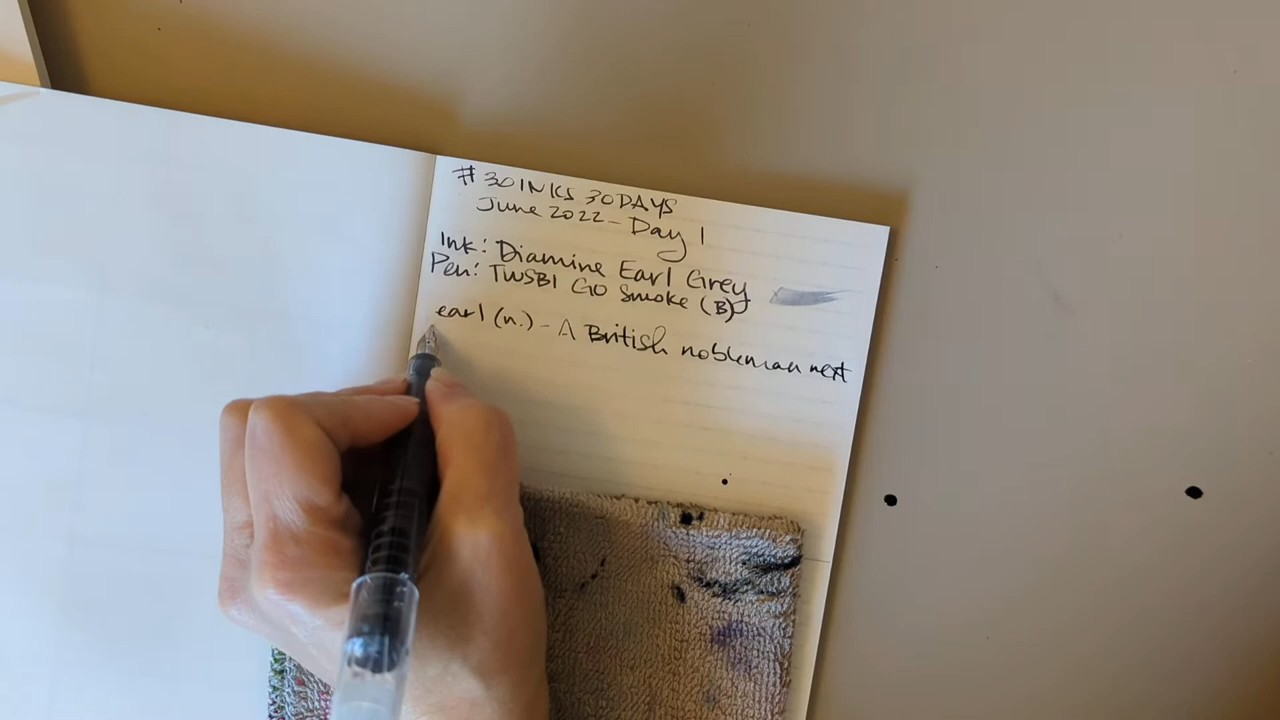 #30INKS30DAYS
June 2022 - Day 1
Ink: Diamine Earl Grey
Pen: TWSBI GO Smoke (B)
earl (n.) - A British nobleman next